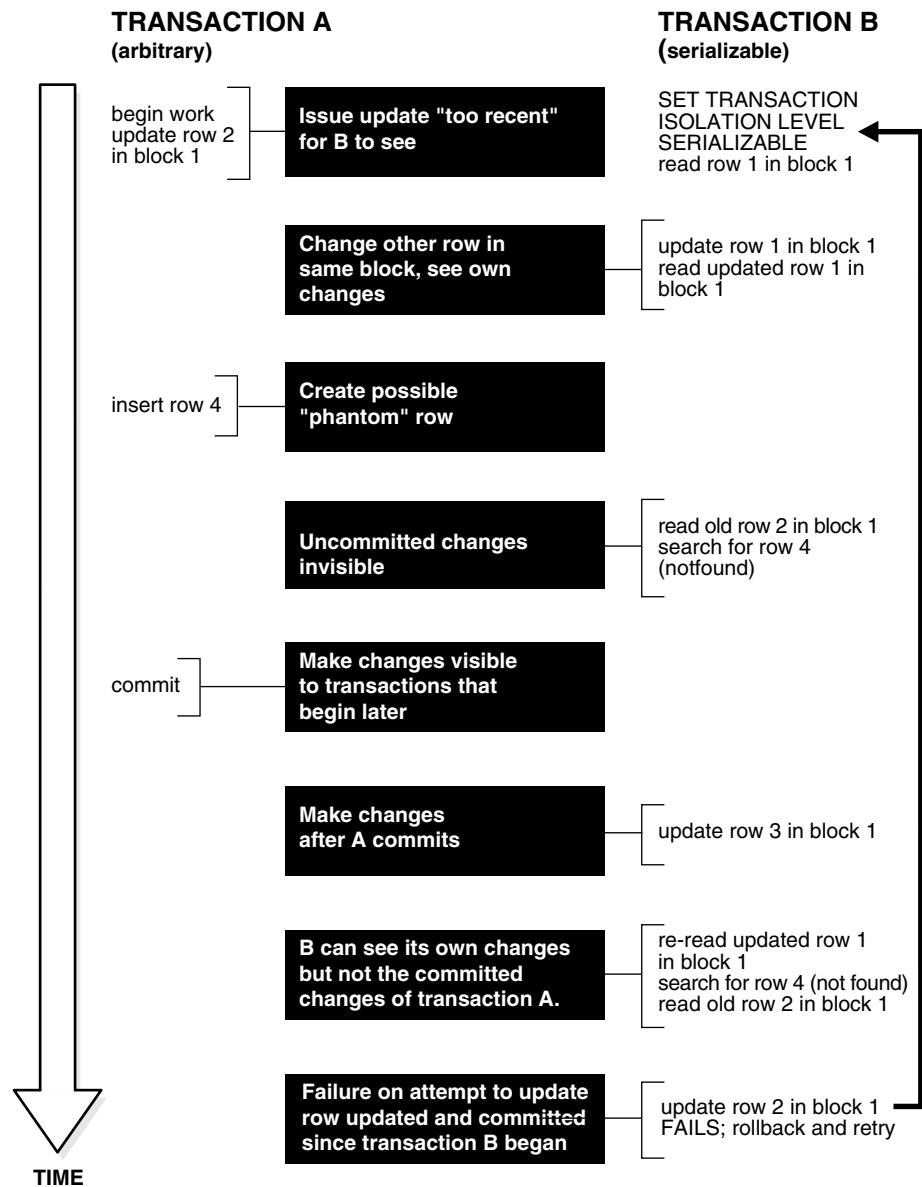 TRANSACTION A
(arbitrary)
TRANSACTION B
(serializable)
begin work
update row 2
in block 1
Issue update "too recent"
for B to see
SET TRANSACTION
ISOLATION LEVEL
SERIALIZABLE
read row 1 in block 1
Change other row in
same block, see own
changes
update row 1 in block 1
read updated row 1 in
block 1
insert row 4
Create possible
"phantom" row
Uncommitted changes
invisible
read old row 2 in block 1
search for row 4
(notfound)
commit
Make changes visible
to transactions that
begin later
Make changes
after A commits
update row 3 in block 1
B can see its own changes
but not the committed
changes of transaction A.
re-read updated row 1
in block 1
search for row 4 (not found)
read old row 2 in block 1
Failure on attempt to update
row updated and committed
since transaction B began
update row 2 in block 1
FAILS; rollback and retry
TIME